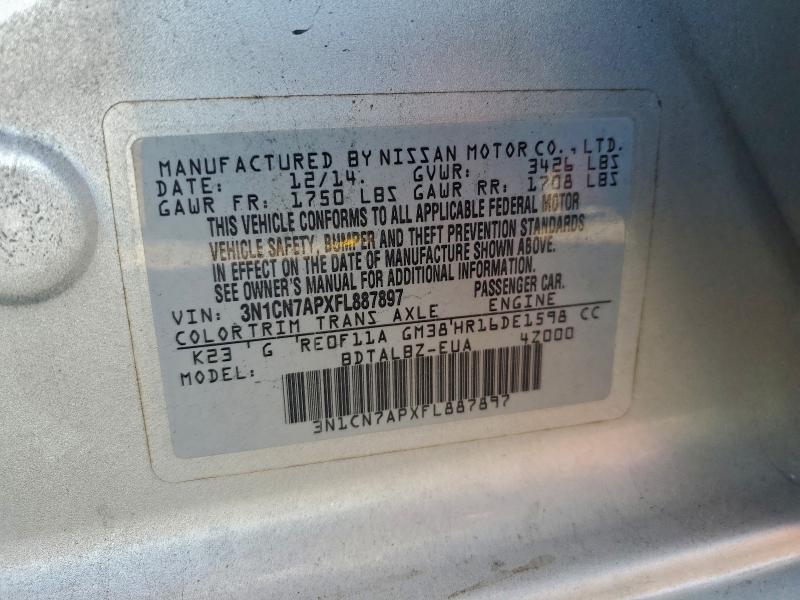 MANUFACTURED BY NISSAN MOTOR CO., LTD.
DATE: 12/14. GVWR: 3426 LBS
GAWR FR: 1750 LBS GAWR RR: 1708 LBS
THIS VEHICLE CONFORMS TO ALL APPLICABLE FEDERAL MOTOR
VEHICLE SAFETY, BUMPER AND THEFT PREVENTION STANDARDS
IN EFFECT ON THE DATE OF MANUFACTURE SHOWN ABOVE.
SEE OWNER'S MANUAL FOR ADDITIONAL INFORMATION.
VIN: 3N1CN7APXFL887897 PASSENGER CAR.
COLORTRIM TRANS AXLE ENGINE
K23 G RE0F11A GM38 HR16DE1598 CC
MODEL: BDTALBZ-EUA 4Z000
3N1CN7APXFL887897